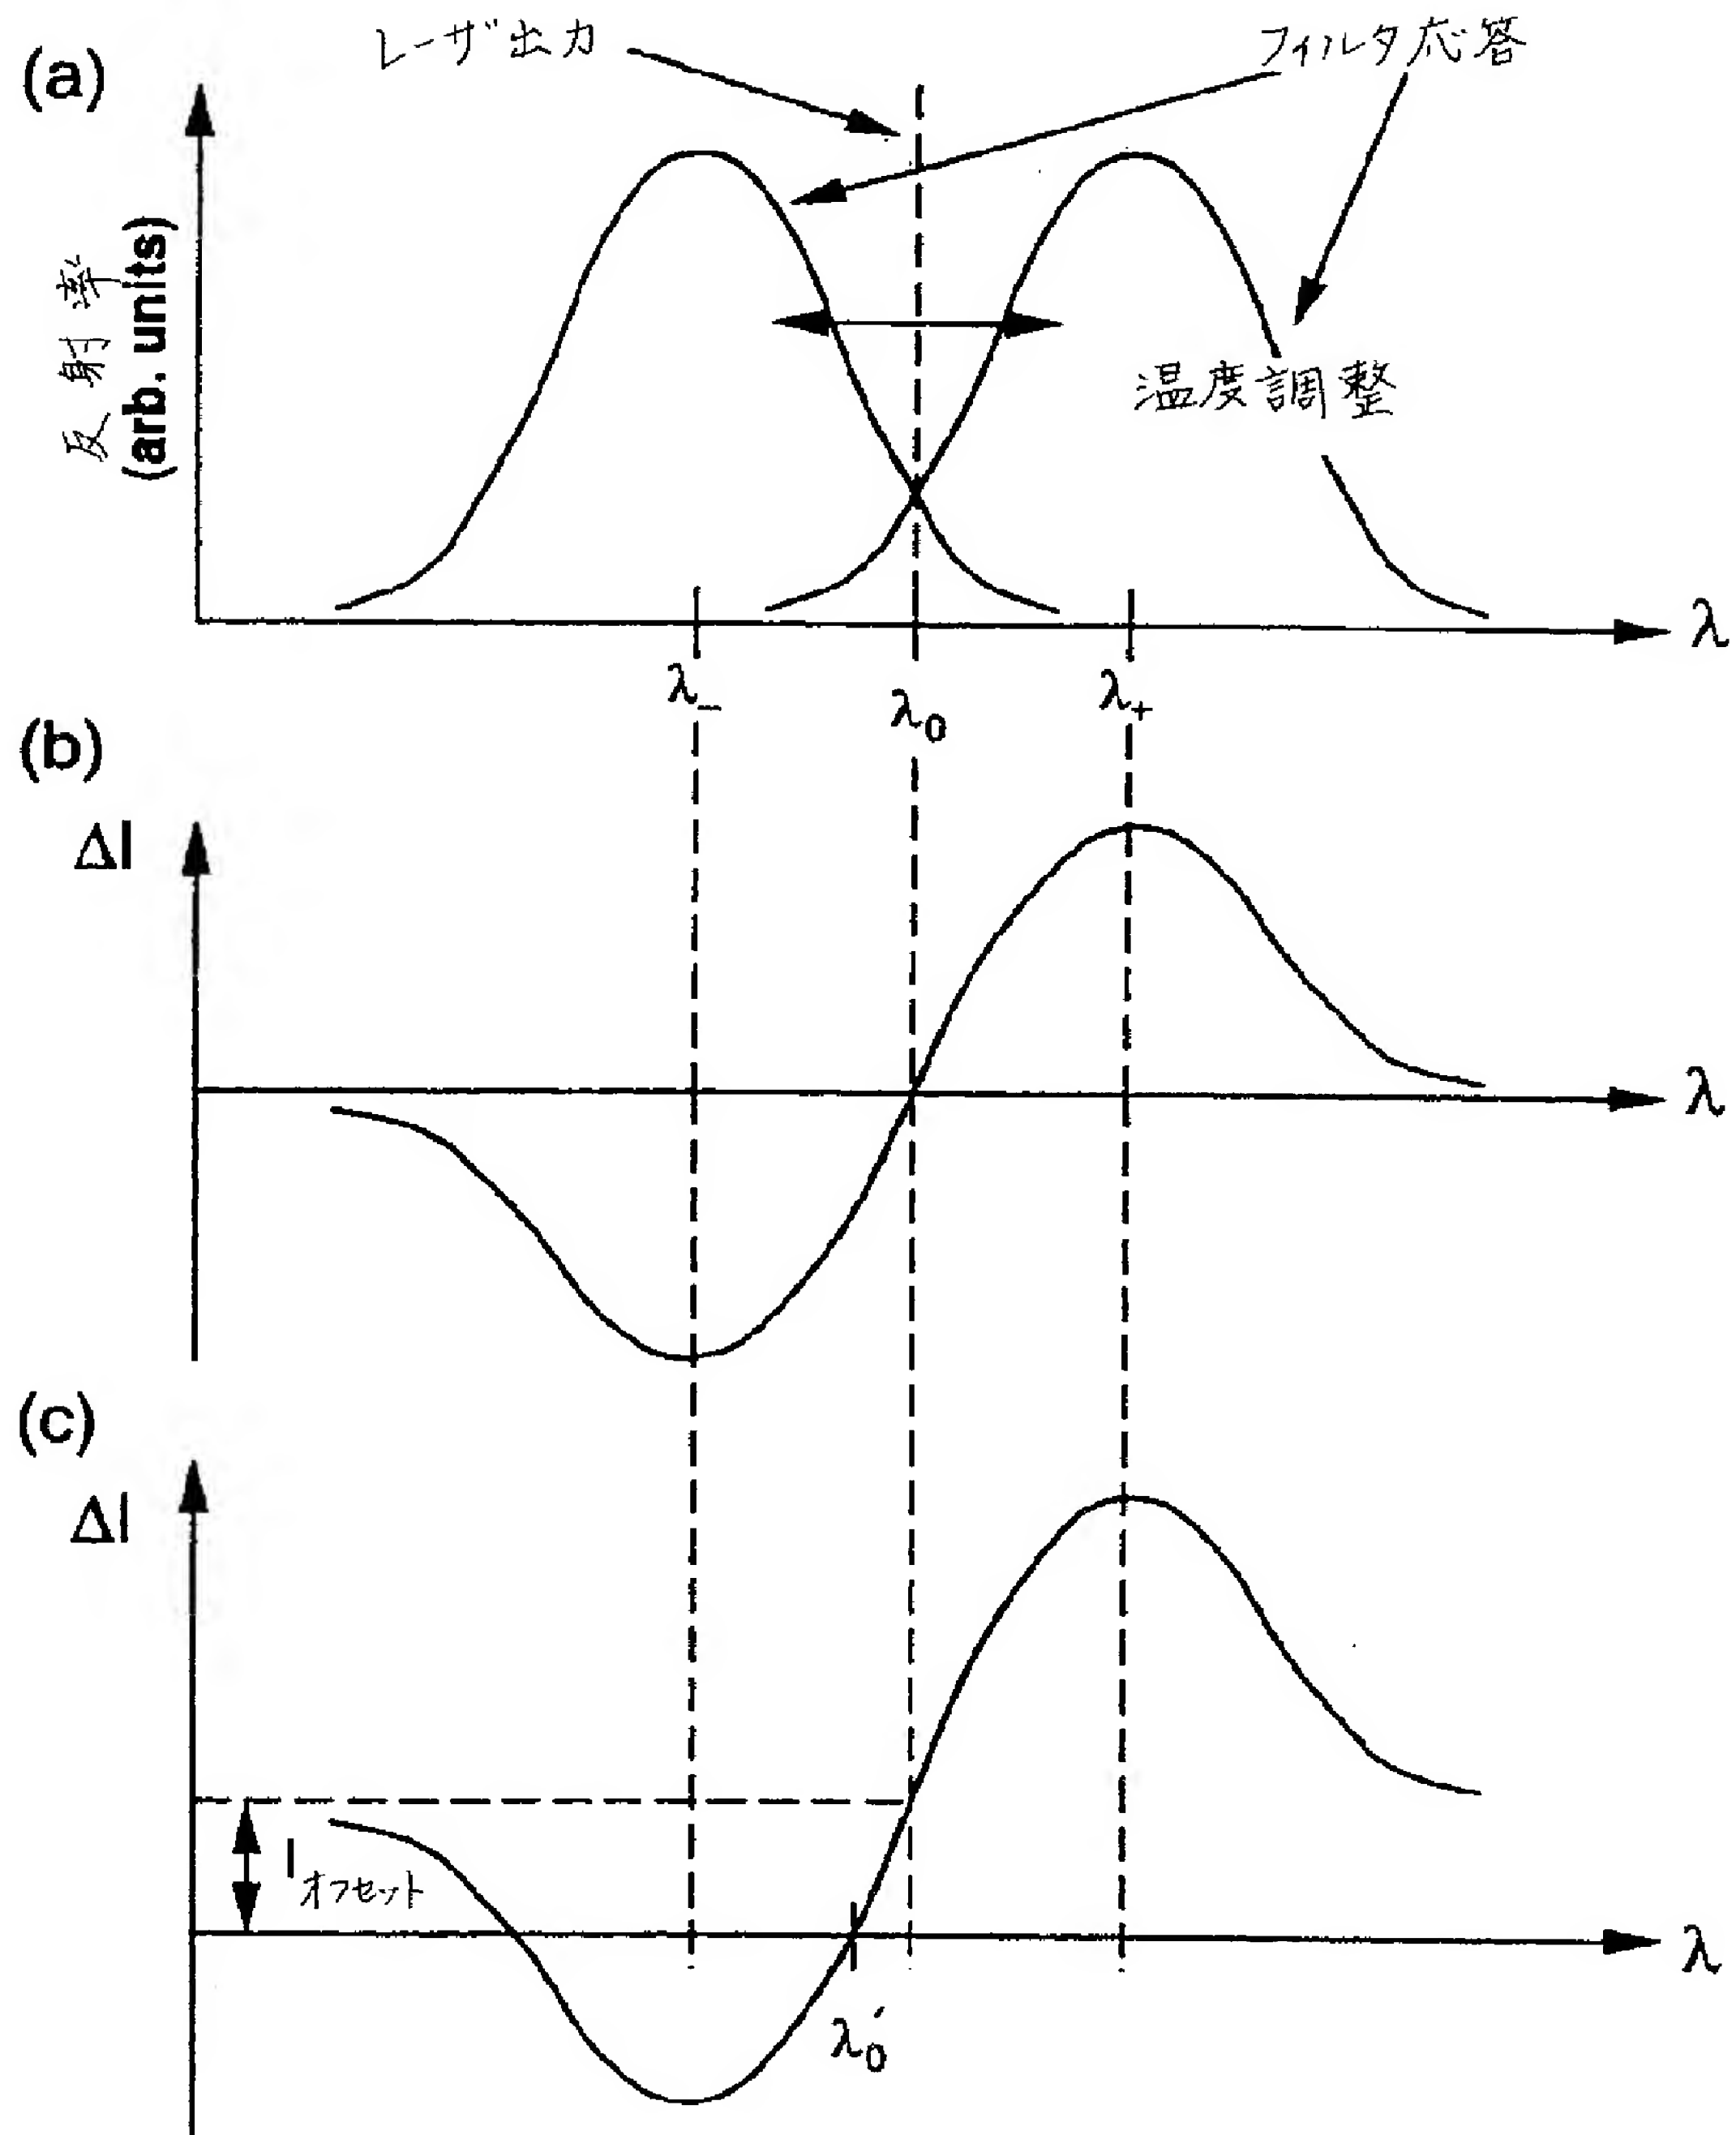 (a)
レーザ出力
フィルタ応答
反射率
(arb. units)
温度調整
λ
λ₋
λ₀
λ₊
(b)
ΔI
λ
(c)
ΔI
Iオフセット
λ
λ₀′